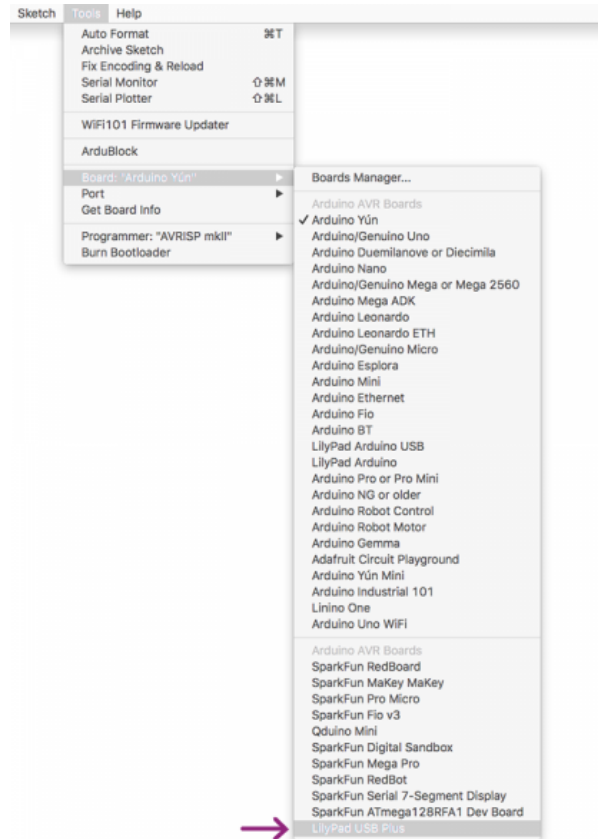 Sketch Tools Help
Auto Format ⌘T
Archive Sketch
Fix Encoding & Reload
Serial Monitor ⇧⌘M
Serial Plotter ⇧⌘L
WiFi101 Firmware Updater
ArduBlock
Board: "Arduino Yún"
Port
Get Board Info
Programmer: "AVRISP mkII"
Burn Bootloader
Boards Manager...
Arduino AVR Boards
✓ Arduino Yún
Arduino/Genuino Uno
Arduino Duemilanove or Diecimila
Arduino Nano
Arduino/Genuino Mega or Mega 2560
Arduino Mega ADK
Arduino Leonardo
Arduino Leonardo ETH
Arduino/Genuino Micro
Arduino Esplora
Arduino Mini
Arduino Ethernet
Arduino Fio
Arduino BT
LilyPad Arduino USB
LilyPad Arduino
Arduino Pro or Pro Mini
Arduino NG or older
Arduino Robot Control
Arduino Robot Motor
Arduino Gemma
Adafruit Circuit Playground
Arduino Yún Mini
Arduino Industrial 101
Linino One
Arduino Uno WiFi
Arduino AVR Boards
SparkFun RedBoard
SparkFun MaKey MaKey
SparkFun Pro Micro
SparkFun Fio v3
Qduino Mini
SparkFun Digital Sandbox
SparkFun Mega Pro
SparkFun RedBot
SparkFun Serial 7-Segment Display
SparkFun ATmega128RFA1 Dev Board
LilyPad USB Plus